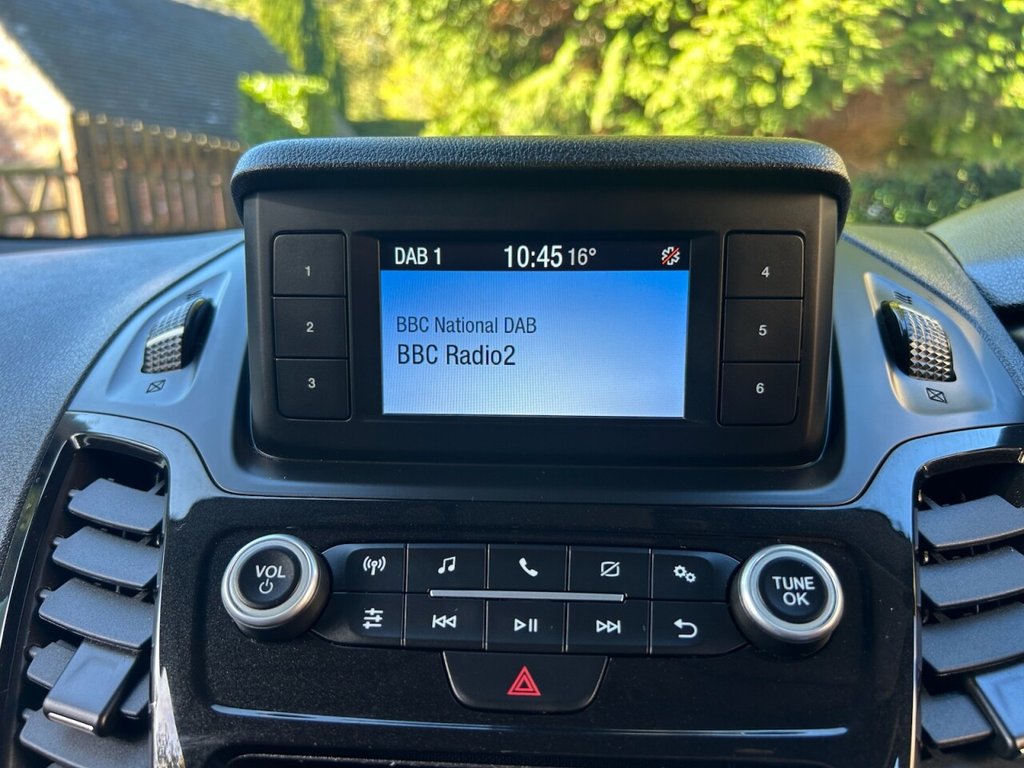 DAB 1 10:45 16°
1
4
BBC National DAB
2
5
BBC Radio2
3
6
VOL
TUNE
OK